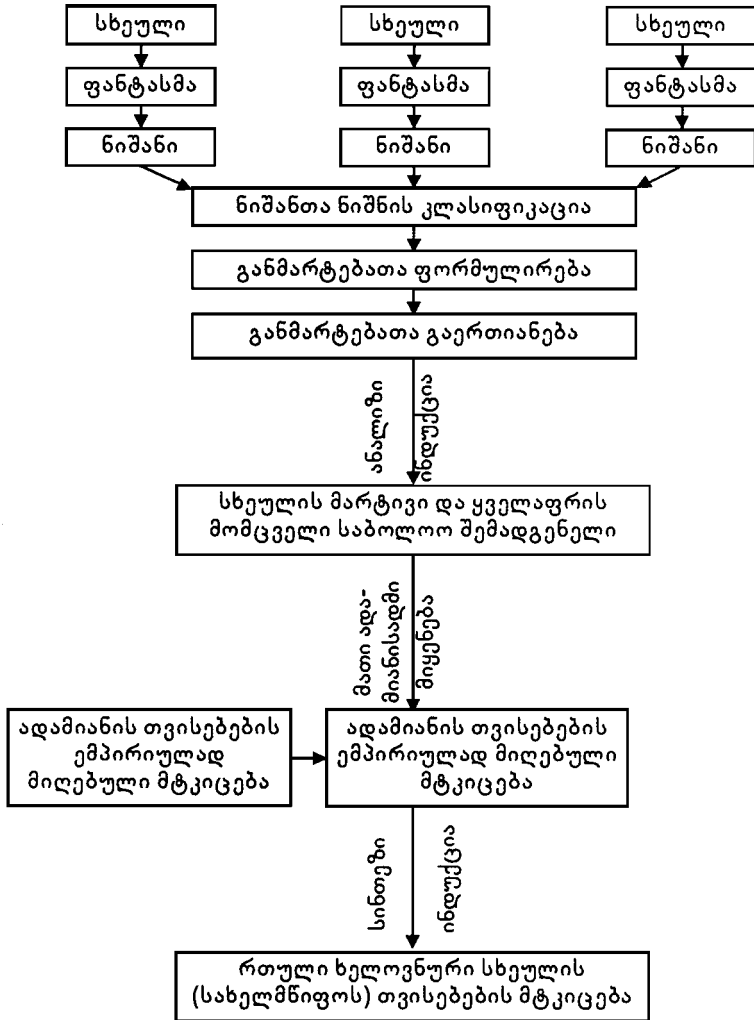 სხეული სხეული სხეული
ფანტასმა ფანტასმა ფანტასმა
ნიშანი ნიშანი ნიშანი
ნიშანთა ნიშნის კლასიფიკაცია
განმარტებათა ფორმულირება
განმარტებათა გაერთიანება
ანალიზი
ინდუქცია
სხეულის მარტივი და ყველაფრის
მომცველი საბოლოო შემადგენელი
მათი ადა-
მიანისადმი
მიყენება
ადამიანის თვისებების
ემპირიულად
მიღებული მტკიცება
ადამიანის თვისებების
ემპირიულად მიღებული
მტკიცება
სინთეზი
ინდუქცია
რთული ხელოვნური სხეულის
(სახელმწიფოს) თვისებების მტკიცება